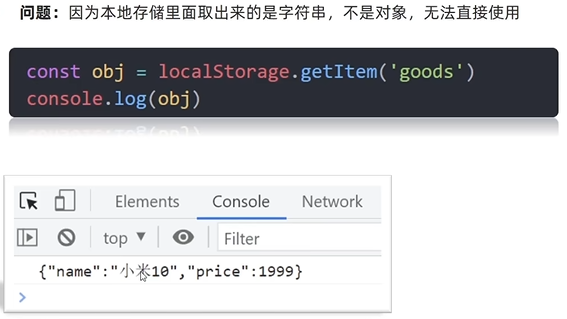 问题：因为本地存储里面取出来的是字符串，不是对象，无法直接使用
const obj = localStorage.getItem('goods')
console.log(obj)
Elements Console Network
top ▼ Filter
{"name":"小米10","price":1999}
>